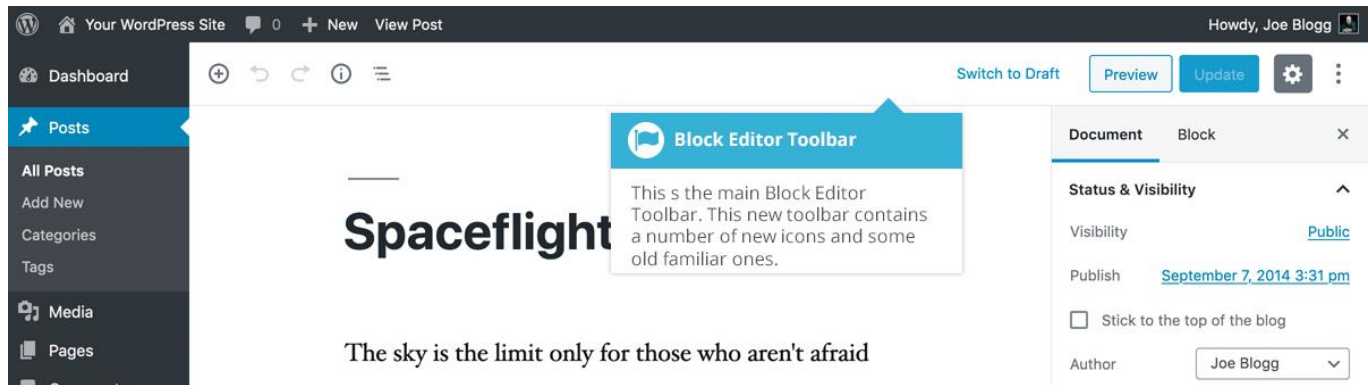 Your WordPress Site 0 + New View Post Howdy, Joe Blogg
Dashboard
Switch to Draft Preview Update
Posts
All Posts
Add New
Categories
Tags
Media
Pages
Spaceflight
The sky is the limit only for those who aren't afraid
Block Editor Toolbar
This s the main Block Editor
Toolbar. This new toolbar contains
a number of new icons and some
old familiar ones.
Document Block
Status & Visibility
Visibility Public
Publish September 7, 2014 3:31 pm
Stick to the top of the blog
Author Joe Blogg